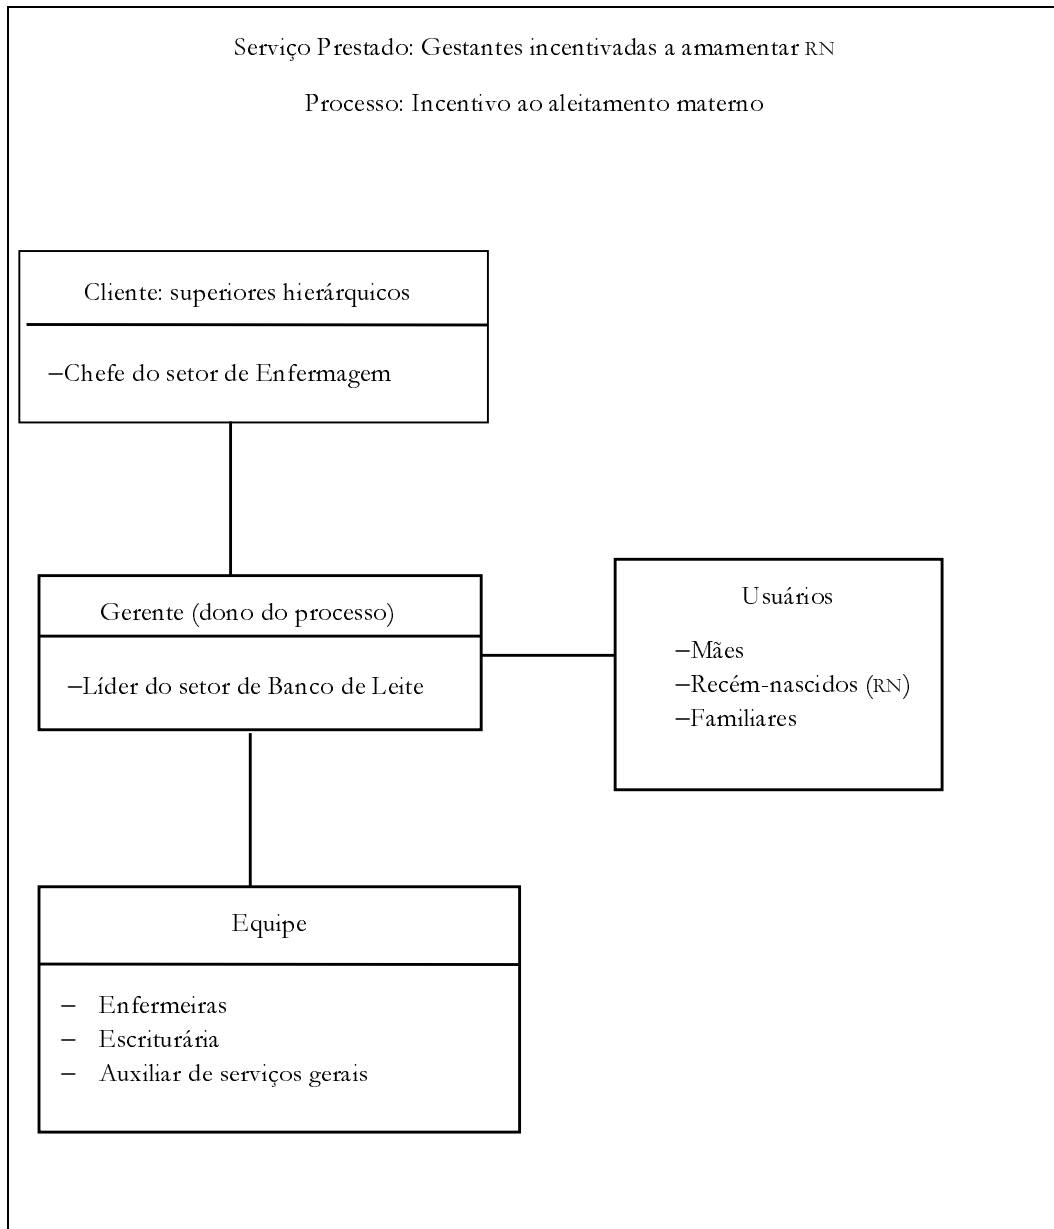 Serviço Prestado: Gestantes incentivadas a amamentar RN
Processo: Incentivo ao aleitamento materno
Cliente: superiores hierárquicos
–Chefe do setor de Enfermagem
Gerente (dono do processo)
–Líder do setor de Banco de Leite
Usuários
–Mães
–Recém-nascidos (RN)
–Familiares
Equipe
– Enfermeiras
– Escriturária
– Auxiliar de serviços gerais